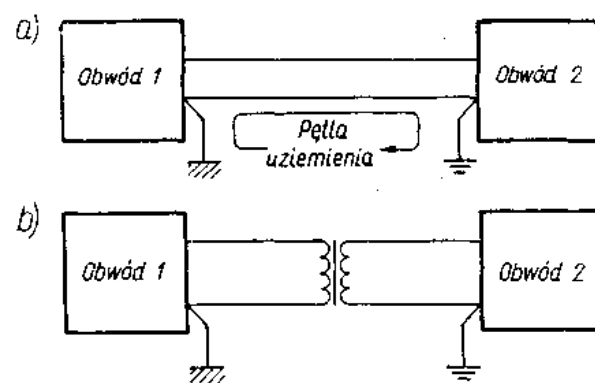 a)
Obwód 1
Obwód 2
Pętla
uziemienia
b)
Obwód 1
Obwód 2